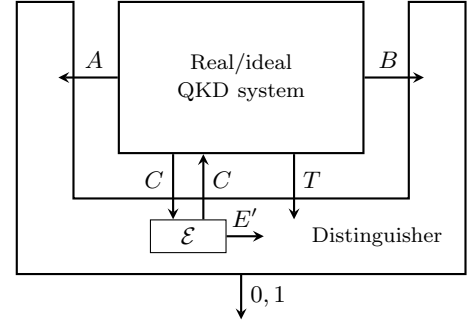 Real/ideal
QKD system
A
B
C
C
T
ℰ
E′
Distinguisher
0, 1